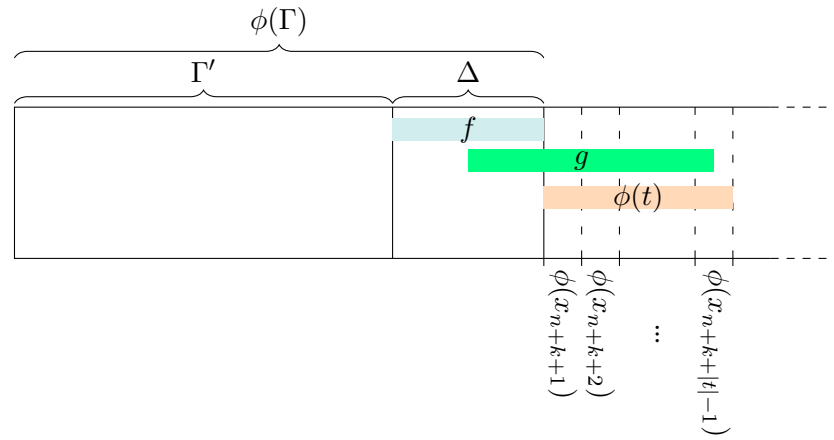 ϕ(Γ)
Γ′ Δ
f
g
ϕ(t)
ϕ(x_{n+k+1})
ϕ(x_{n+k+2})
...
ϕ(x_{n+k+|t|−1})